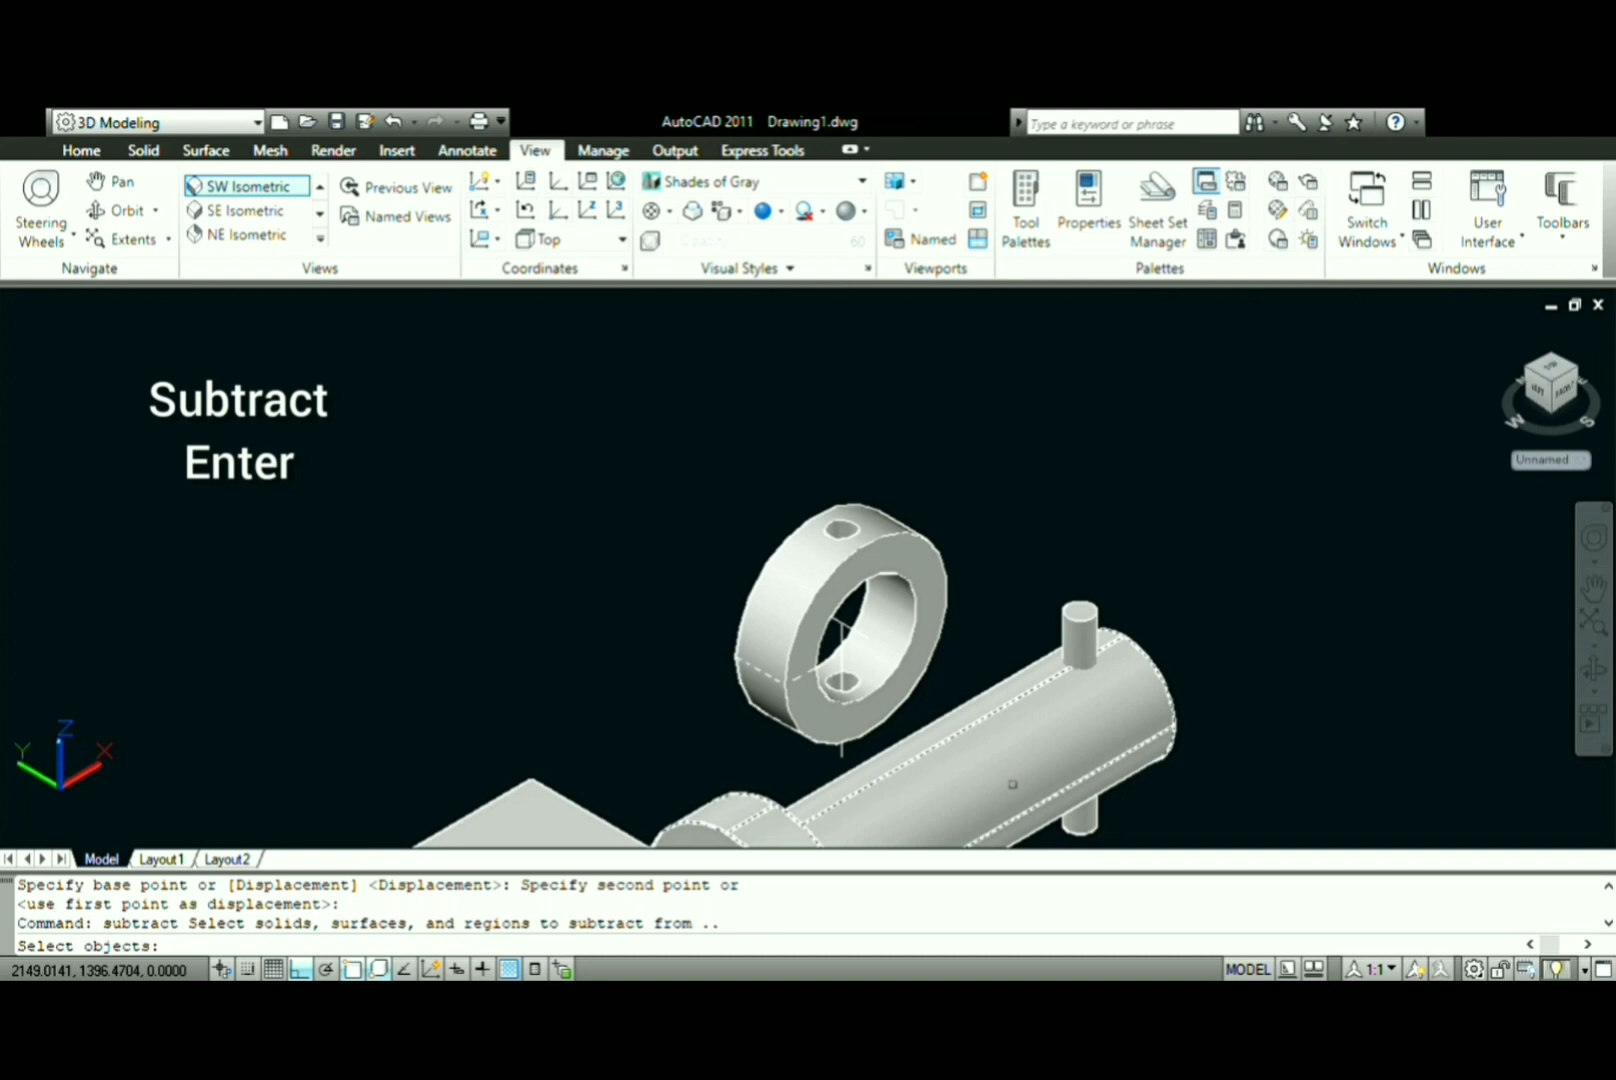 3D Modeling
AutoCAD 2011 Drawing1.dwg
Type a keyword or phrase
Home Solid Surface Mesh Render Insert Annotate View Manage Output Express Tools
Steering
Wheels
Pan
Orbit
Extents
Navigate
SW Isometric
SE Isometric
NE Isometric
Previous View
Named Views
Views
Top
Coordinates
Shades of Gray
60
Visual Styles
Named
Viewports
Tool
Palettes
Properties
Sheet Set
Manager
Palettes
Switch
Windows
User
Interface
Toolbars
Windows
Subtract
Enter
TOP
W
S
Unnamed
Z
Y
X
Model Layout1 Layout2
Specify base point or [Displacement] <Displacement>: Specify second point or
<use first point as displacement>:
Command: subtract Select solids, surfaces, and regions to subtract from ..
Select objects:
2149.0141, 1396.4704, 0.0000
MODEL
1:1